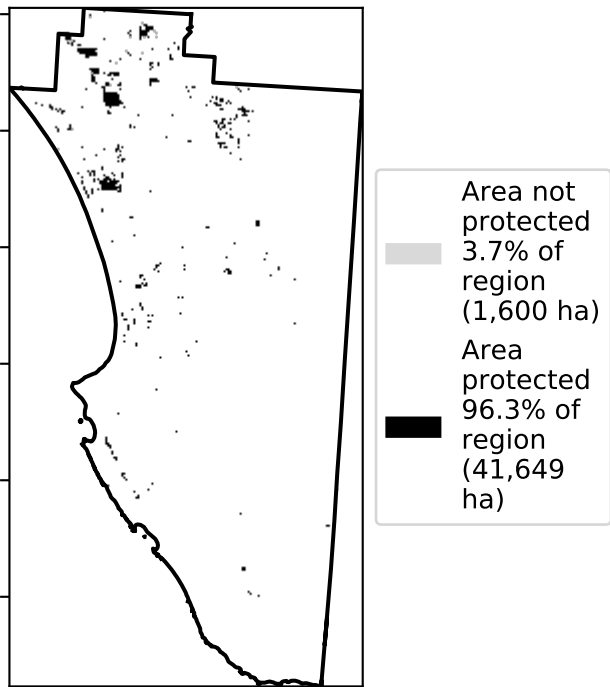 Area not
protected
3.7% of
region
(1,600 ha)
Area
protected
96.3% of
region
(41,649
ha)